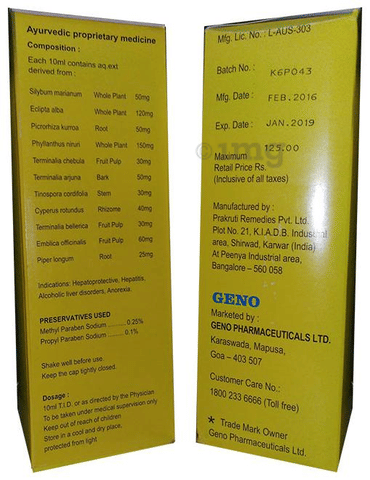 Ayurvedic proprietary medicine
Composition :
Each 10ml contains aq.ext
derived from :
Silybum marianum Whole Plant 50mg
Eclipta alba Whole Plant 120mg
Picrorhiza kurroa Root 50mg
Phyllanthus niruri Whole Plant 150mg
Terminalia chebula Fruit Pulp 30mg
Terminalia arjuna Bark 50mg
Tinospora cordifolia Stem 30mg
Cyperus rotundus Rhizome 40mg
Terminalia bellerica Fruit Pulp 30mg
Emblica officinalis Fruit Pulp 60mg
Piper longum Root 25mg
Indications: Hepatoprotective, Hepatitis,
Alcoholic liver disorders, Anorexia.
PRESERVATIVES USED
Methyl Paraben Sodium .......... 0.25%
Propyl Paraben Sodium .......... 0.1%
Shake well before use.
Keep the cap tightly closed.
Dosage :
10ml T.I.D. or as directed by the Physician
To be taken under medical supervision only
Keep out of reach of children
Store in a cool and dry place,
protected from light
Mfg. Lic. No.: L-AUS-303
Batch No.: K6P043
Mfg. Date : FEB.2016
Exp. Date : JAN.2019
125.00
Maximum
Retail Price Rs.
(Inclusive of all taxes)
1mg
Manufactured by :
Prakruti Remedies Pvt. Ltd.
Plot No. 21, K.I.A.D.B. Industrial
area, Shirwad, Karwar (India)
At Peenya Industrial area,
Bangalore – 560 058
GENO
Marketed by :
GENO PHARMACEUTICALS LTD.
Karaswada, Mapusa,
Goa – 403 507
Customer Care No.:
1800 233 6666 (Toll free)
* Trade Mark Owner
Geno Pharmaceuticals Ltd.